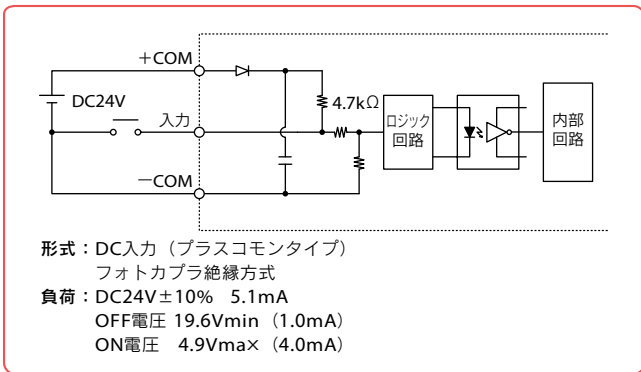 +COM
DC24V
入力
4.7kΩ
ロジック
回路
内部
回路
−COM
形式：DC入力（プラスコモンタイプ）
フォトカプラ絶縁方式
負荷：DC24V±10% 5.1mA
OFF電圧 19.6Vmin（1.0mA）
ON電圧 4.9Vmax（4.0mA）